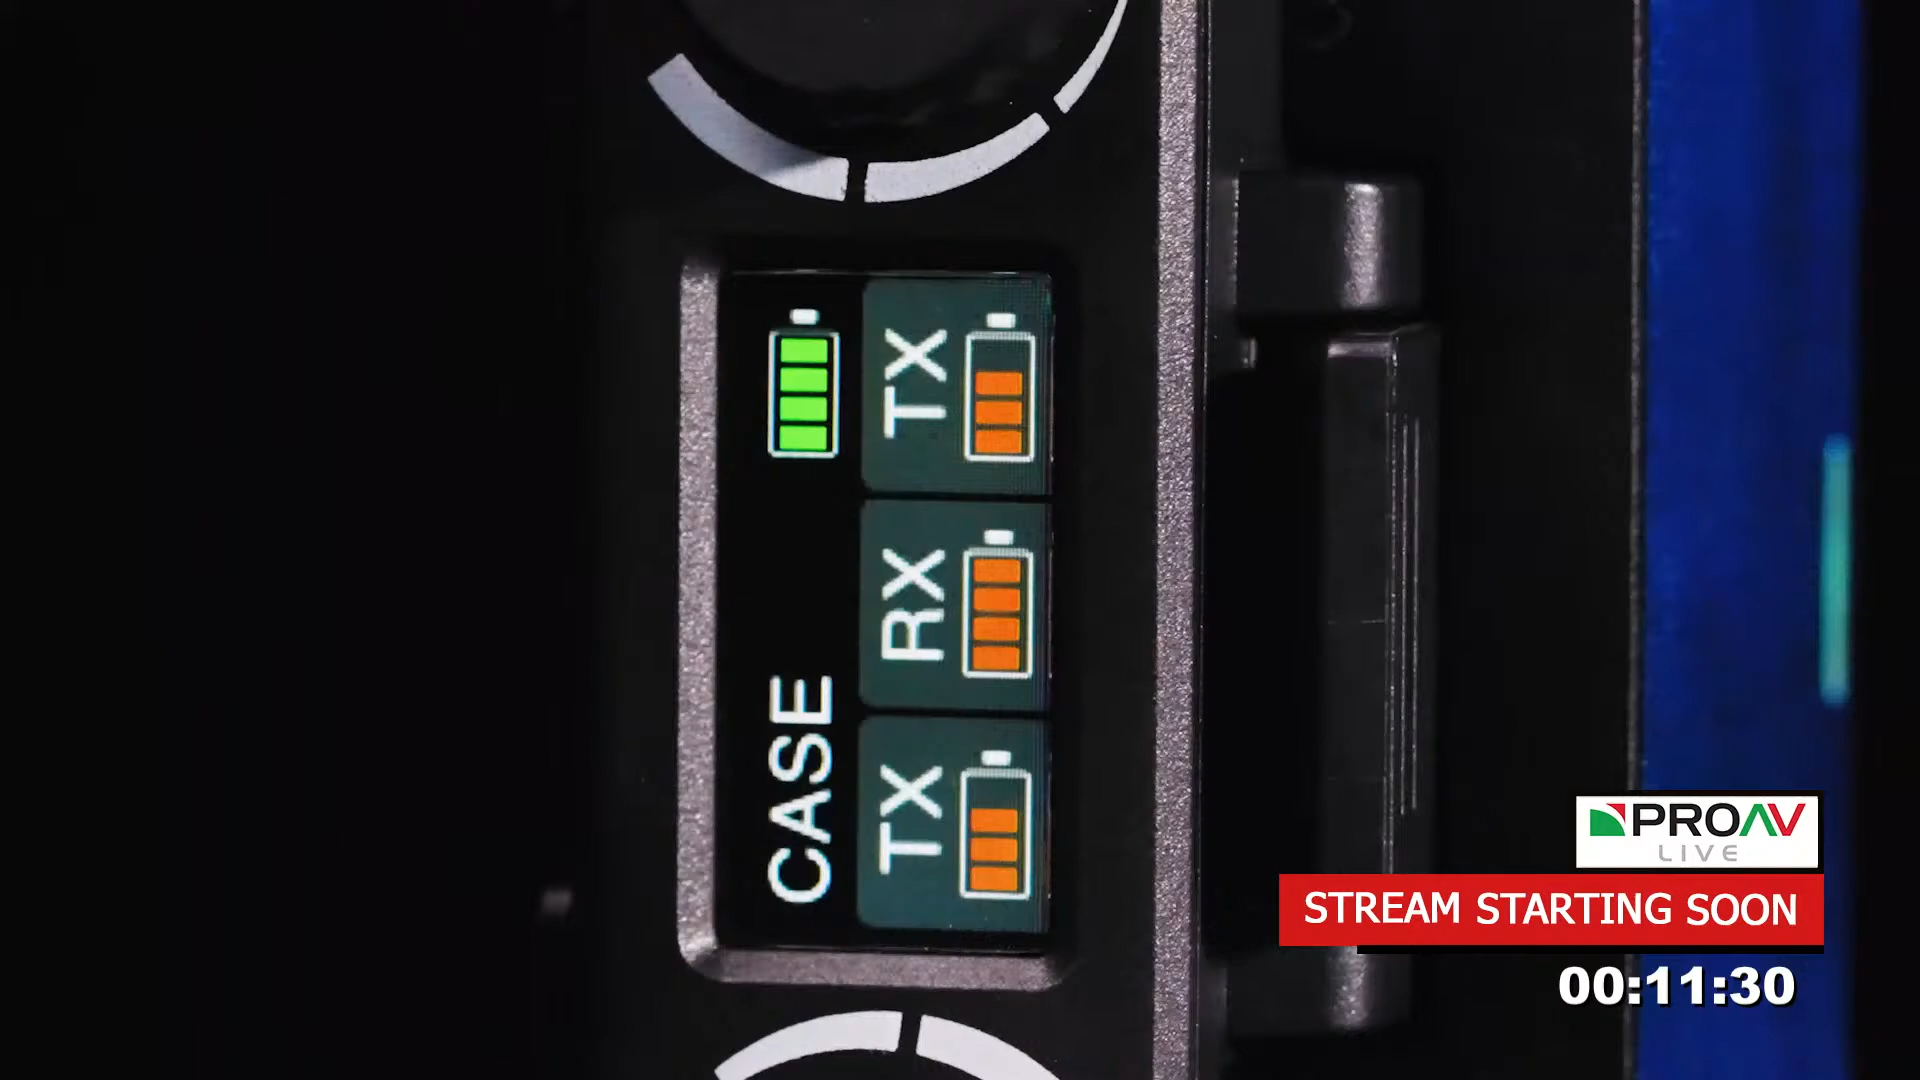 CASE
TX
RX
TX
PROAV
LIVE
STREAM STARTING SOON
00:11:30